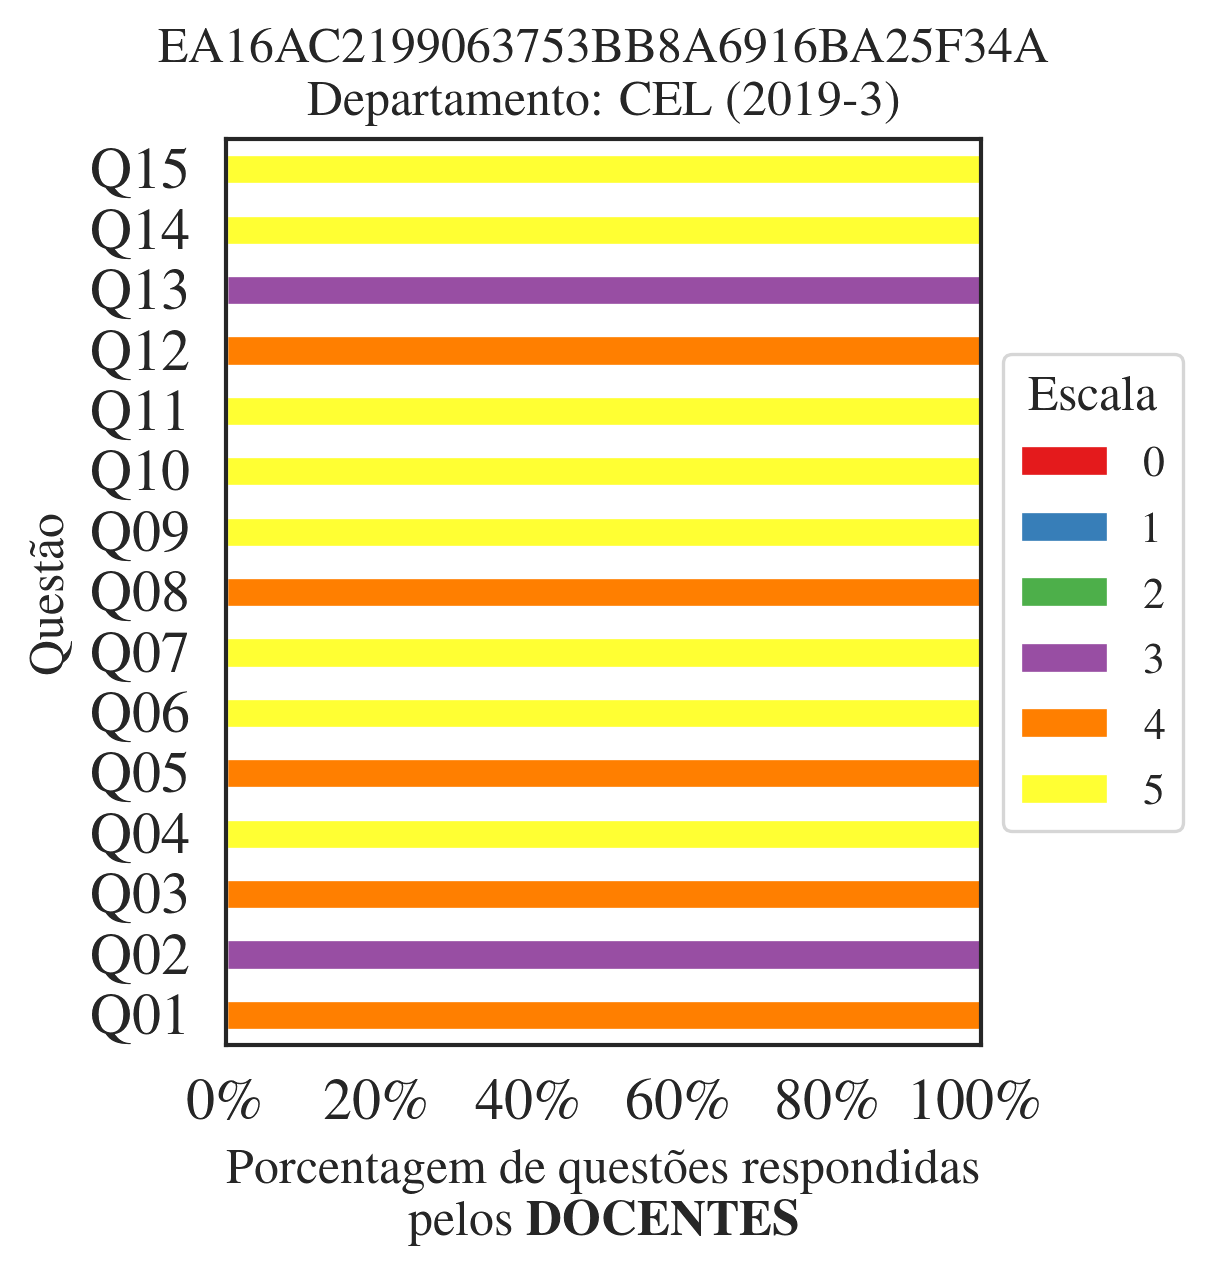 EA16AC2199063753BB8A6916BA25F34A
Departamento: CEL (2019-3)
Questão
Q15
Q14
Q13
Q12
Q11
Q10
Q09
Q08
Q07
Q06
Q05
Q04
Q03
Q02
Q01
0% 20% 40% 60% 80% 100%
Porcentagem de questões respondidas
pelos DOCENTES
Escala
0
1
2
3
4
5